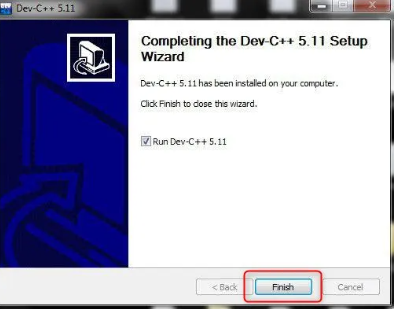 Dev-C++ 5.11
Completing the Dev-C++ 5.11 Setup
Wizard
Dev-C++ 5.11 has been installed on your computer.
Click Finish to close this wizard.
Run Dev-C++ 5.11
< Back Finish Cancel